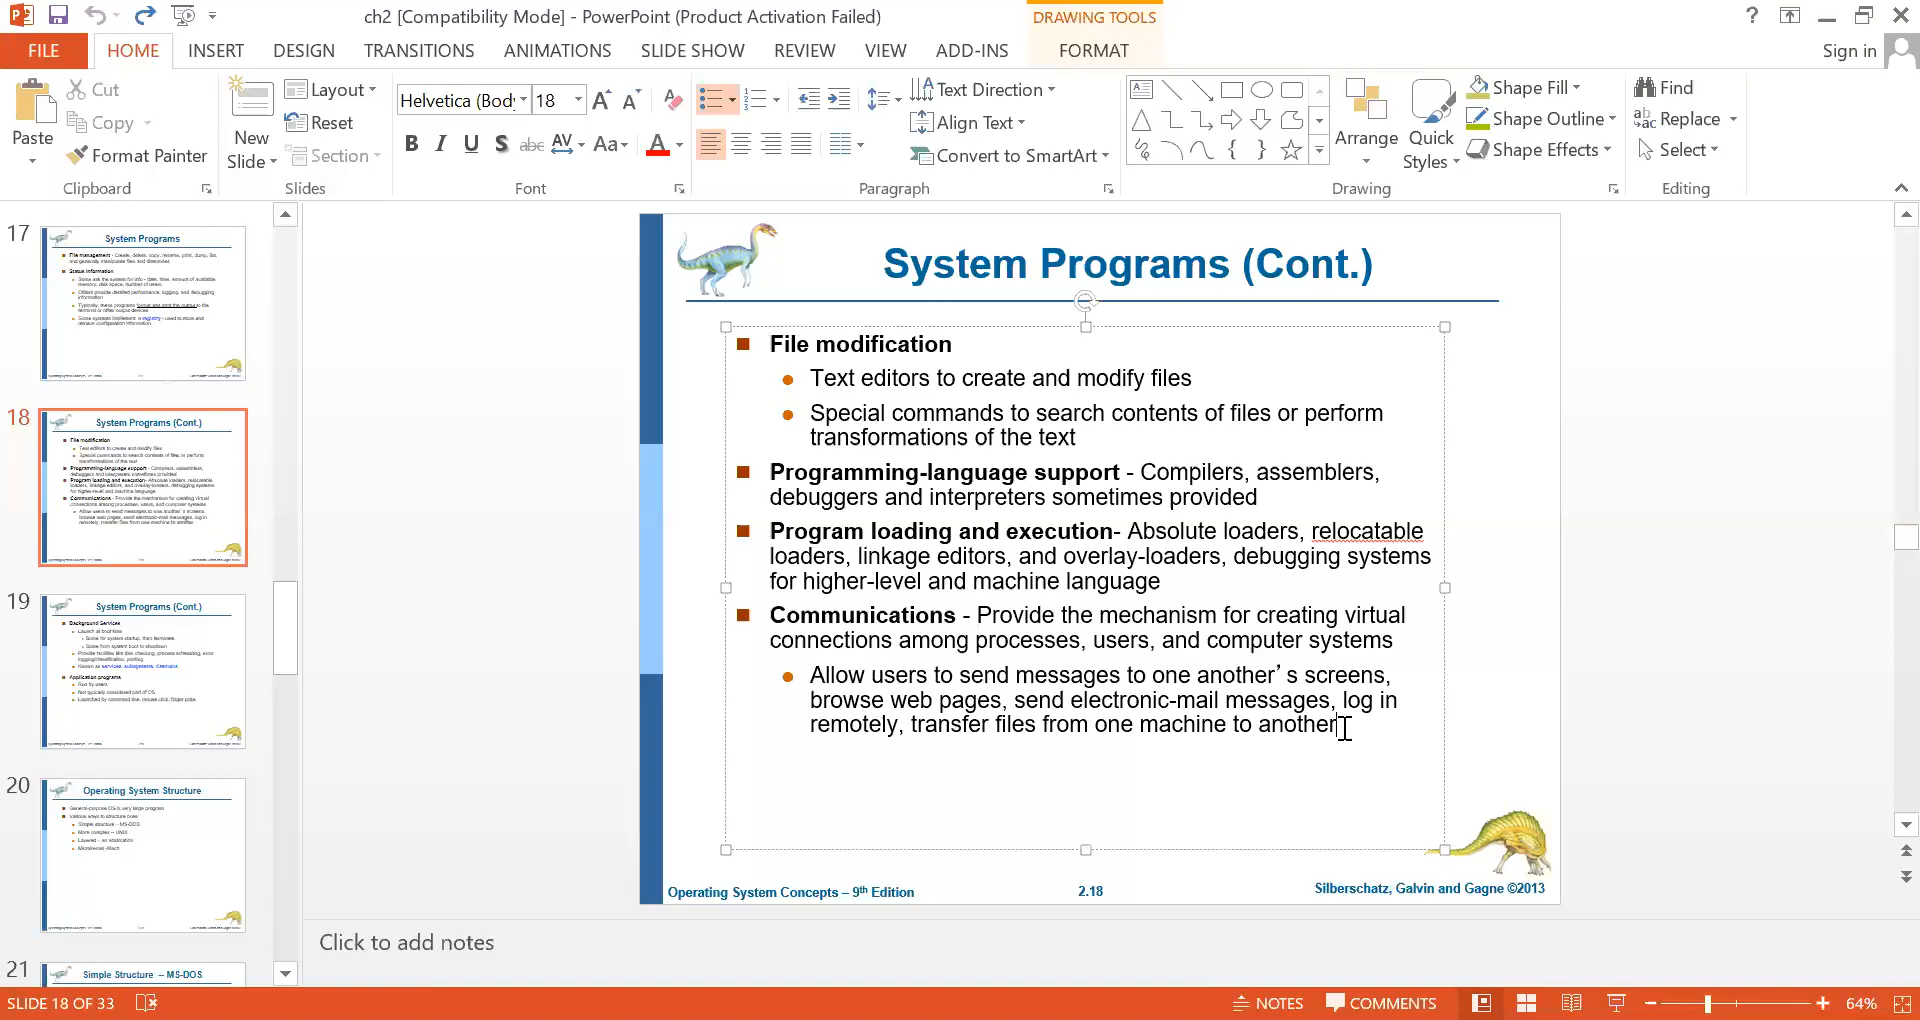 ch2 [Compatibility Mode] - PowerPoint (Product Activation Failed)
DRAWING TOOLS
?
FILE
HOME
INSERT
DESIGN
TRANSITIONS
ANIMATIONS
SLIDE SHOW
REVIEW
VIEW
ADD-INS
FORMAT
Sign in
Paste
Cut
Copy
Format Painter
Clipboard
New
Slide
Layout
Reset
Section
Slides
Helvetica (Body
18
B I U S abc AV Aa A
Font
Text Direction
Align Text
Convert to SmartArt
Paragraph
Arrange
Quick
Styles
Shape Fill
Shape Outline
Shape Effects
Drawing
Find
Replace
Select
Editing
17
System Programs
18
System Programs (Cont.)
19
System Programs (Cont.)
20
Operating System Structure
21
Simple Structure – MS-DOS
System Programs (Cont.)
File modification
Text editors to create and modify files
Special commands to search contents of files or perform
transformations of the text
Programming-language support - Compilers, assemblers,
debuggers and interpreters sometimes provided
Program loading and execution- Absolute loaders, relocatable
loaders, linkage editors, and overlay-loaders, debugging systems
for higher-level and machine language
Communications - Provide the mechanism for creating virtual
connections among processes, users, and computer systems
Allow users to send messages to one another’s screens,
browse web pages, send electronic-mail messages, log in
remotely, transfer files from one machine to another
Operating System Concepts – 9th Edition
2.18
Silberschatz, Galvin and Gagne ©2013
Click to add notes
SLIDE 18 OF 33
NOTES
COMMENTS
64%